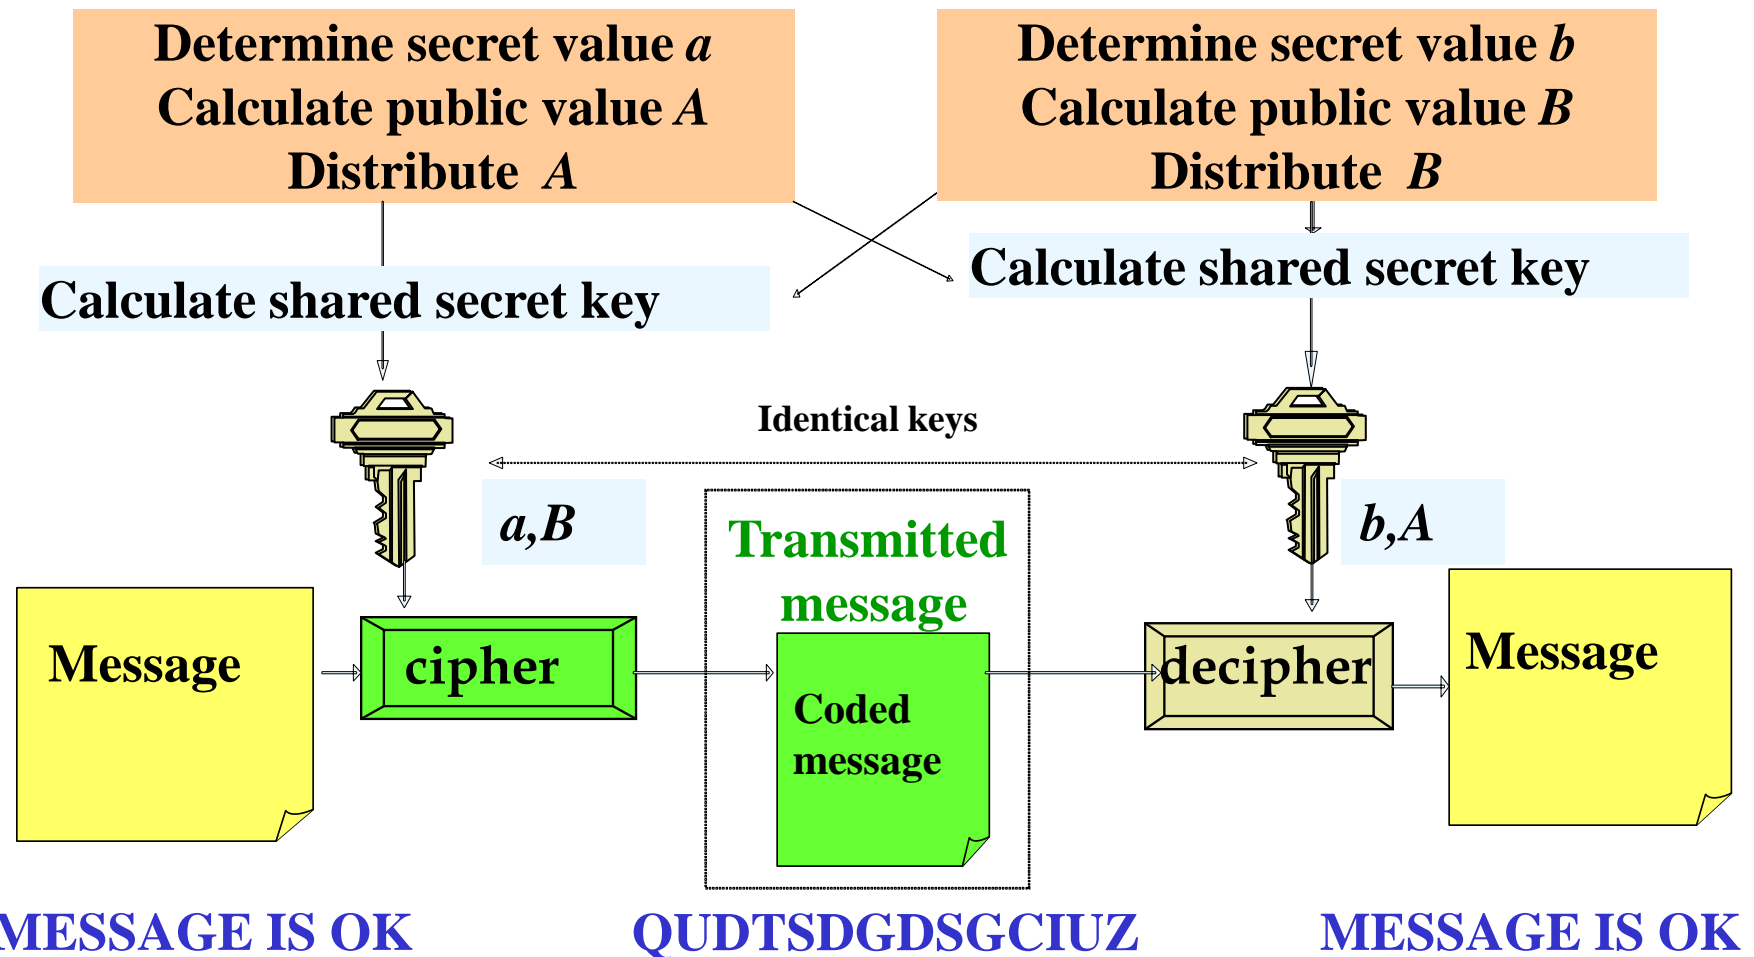 Determine secret value a
Calculate public value A
Distribute A
Determine secret value b
Calculate public value B
Distribute B
Calculate shared secret key
Calculate shared secret key
Identical keys
a,B
b,A
Transmitted
message
Message
cipher
Coded
message
decipher
Message
MESSAGE IS OK
QUDTSDGDSGCIUZ
MESSAGE IS OK